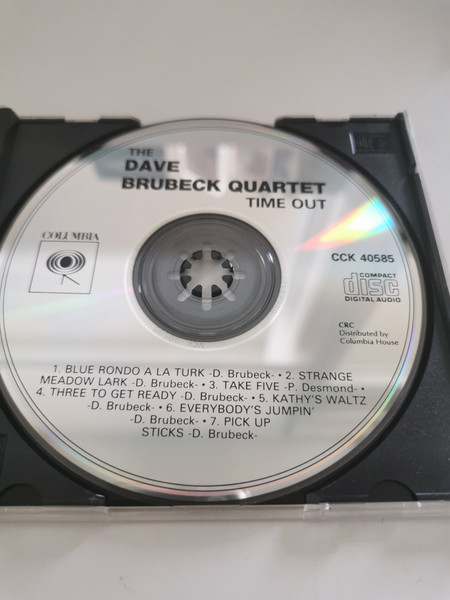 THE
DAVE
BRUBECK QUARTET
TIME OUT
COLUMBIA
CCK 40585
COMPACT
disc
DIGITAL AUDIO
CRC
Distributed by
Columbia House
1. BLUE RONDO A LA TURK -D. Brubeck- • 2. STRANGE
MEADOW LARK -D. Brubeck- • 3. TAKE FIVE -P. Desmond- •
4. THREE TO GET READY -D. Brubeck- • 5. KATHY'S WALTZ
-D. Brubeck- • 6. EVERYBODY'S JUMPIN'
-D. Brubeck- • 7. PICK UP
STICKS -D. Brubeck-